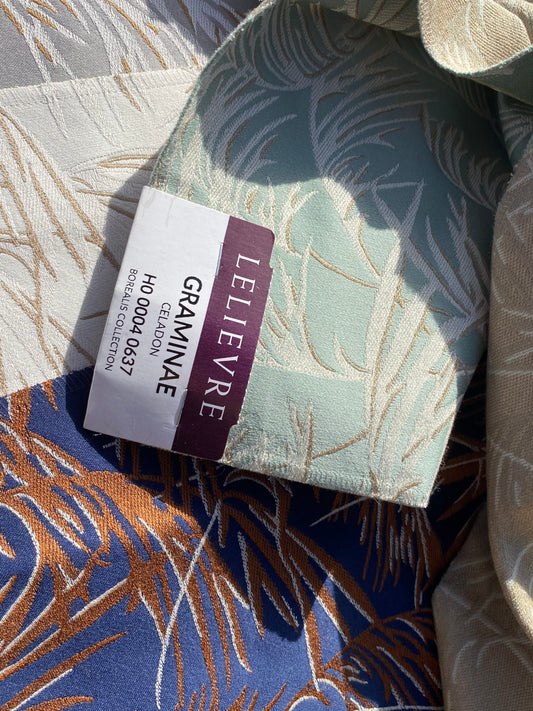 LELIEVRE
GRAMINAE
CELADON
H0 0004 0637
BOREALIS COLLECTION